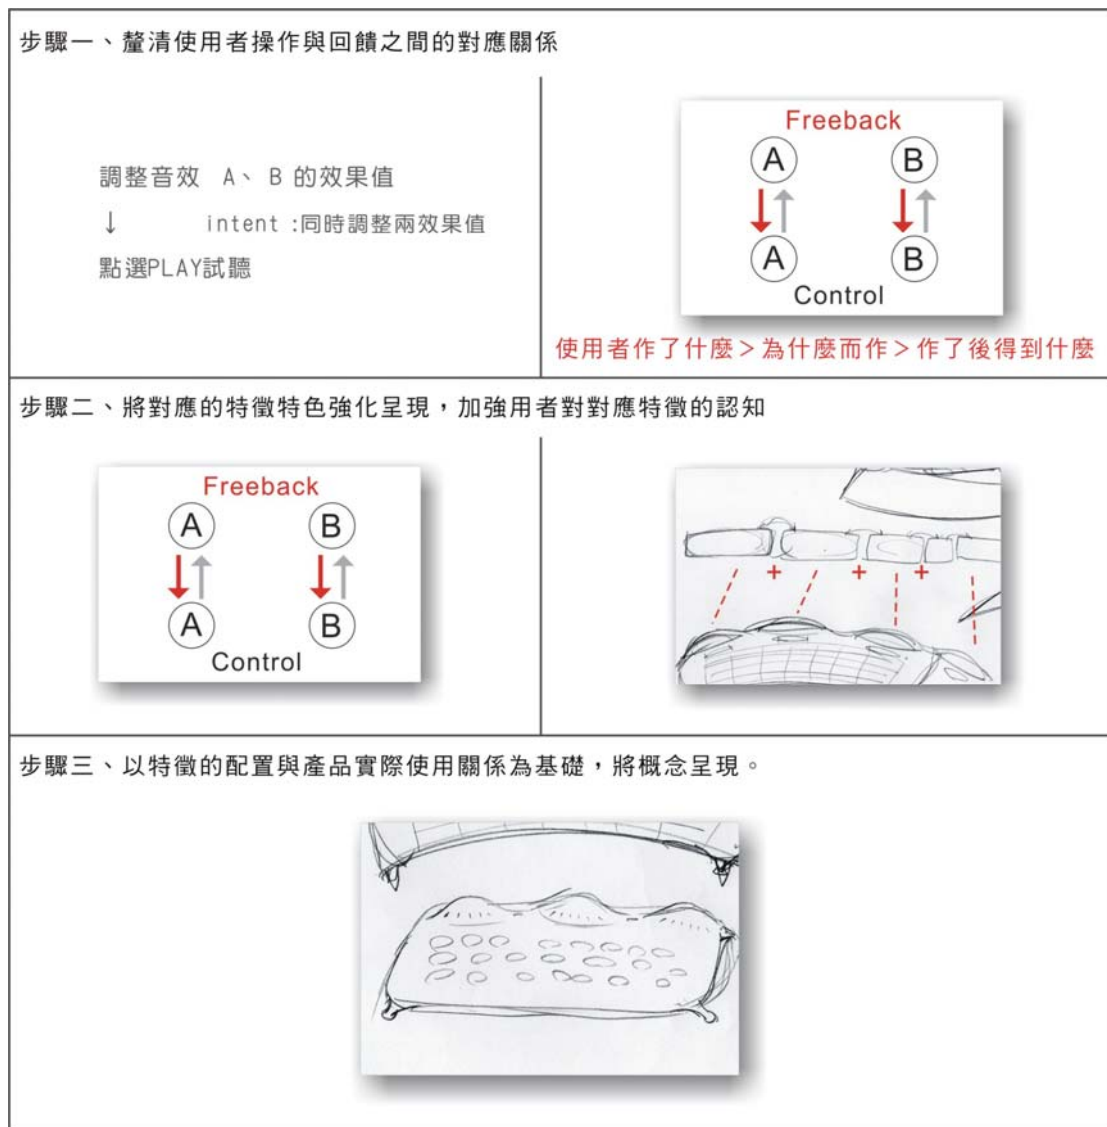 步驟一、釐清使用者操作與回饋之間的對應關係
調整音效 A、 B 的效果值
↓ intent :同時調整兩效果值
點選PLAY試聽
Freeback
A B
A B
Control
使用者作了什麼>為什麼而作>作了後得到什麼
步驟二、將對應的特徵特色強化呈現,加強用者對對應特徵的認知
Freeback
A B
A B
Control
+ + +
步驟三、以特徵的配置與產品實際使用關係為基礎,將概念呈現。